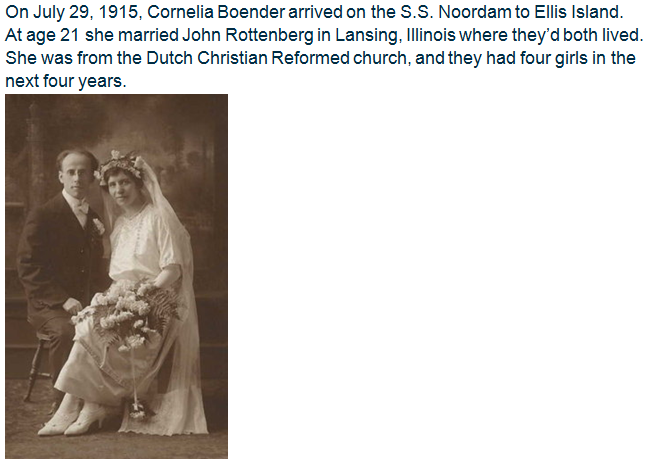 On July 29, 1915, Cornelia Boender arrived on the S.S. Noordam to Ellis Island.
At age 21 she married John Rottenberg in Lansing, Illinois where they'd both lived.
She was from the Dutch Christian Reformed church, and they had four girls in the
next four years.